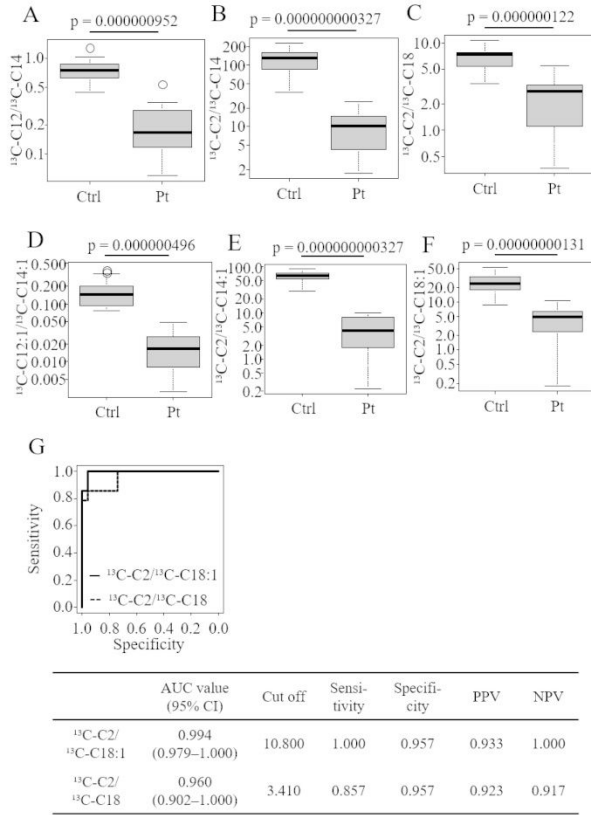 A
p = 0.000000952
¹³C-C12/¹³C-C14
1.0
0.5
0.2
0.1
Ctrl Pt
B
p = 0.000000000327
¹³C-C2/¹³C-C14
200
100
50
20
10
5
2
Ctrl Pt
C
p = 0.000000122
¹³C-C2/¹³C-C18
10.0
5.0
2.0
1.0
0.5
Ctrl Pt
D
p = 0.000000496
¹³C-C12:1/¹³C-C14:1
0.500
0.100
0.050
0.010
0.005
Ctrl Pt
E
p = 0.000000000327
¹³C-C2/¹³C-C14:1
100.0
50.0
20.0
10.0
5.0
2.0
1.0
0.5
0.2
Ctrl Pt
F
p = 0.00000000131
¹³C-C2/¹³C-C18:1
50.0
20.0
10.0
5.0
2.0
1.0
0.5
0.2
Ctrl Pt
G
Sensitivity
1.0
0.8
0.6
0.4
0.2
0.0
¹³C-C2/¹³C-C18:1
¹³C-C2/¹³C-C18
1.0 0.8 0.6 0.4 0.2 0.0
Specificity
AUC value (95% CI) Cut off Sensi-tivity Specifi-city PPV NPV
¹³C-C2/ ¹³C-C18:1 0.994 (0.979–1.000) 10.800 1.000 0.957 0.933 1.000
¹³C-C2/ ¹³C-C18 0.960 (0.902–1.000) 3.410 0.857 0.957 0.923 0.917